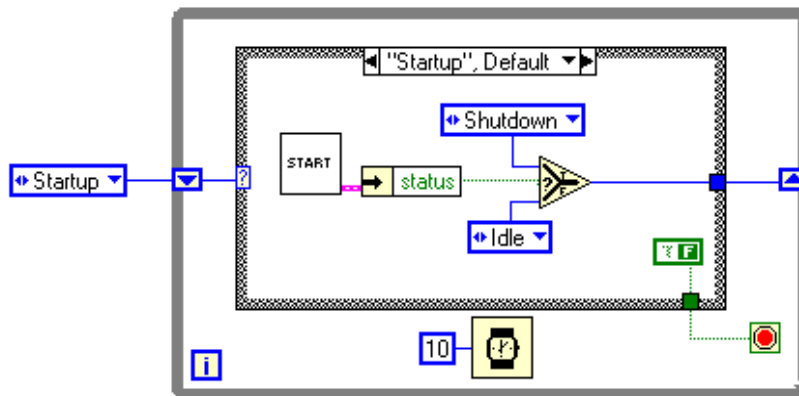 "Startup", Default
Shutdown
START
Startup
?
status
?
T
F
Idle
? F
10
i